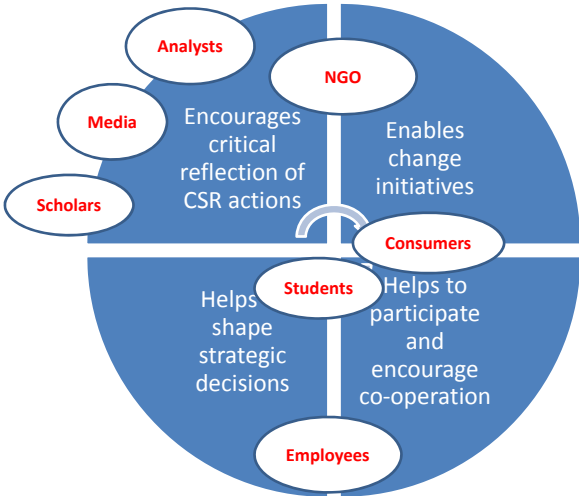 Analysts
NGO
Media
Encourages
critical
reflection of
CSR actions
Enables
change
initiatives
Scholars
Consumers
Students
Helps
shape
strategic
decisions
Helps to
participate
and
encourage
co-operation
Employees